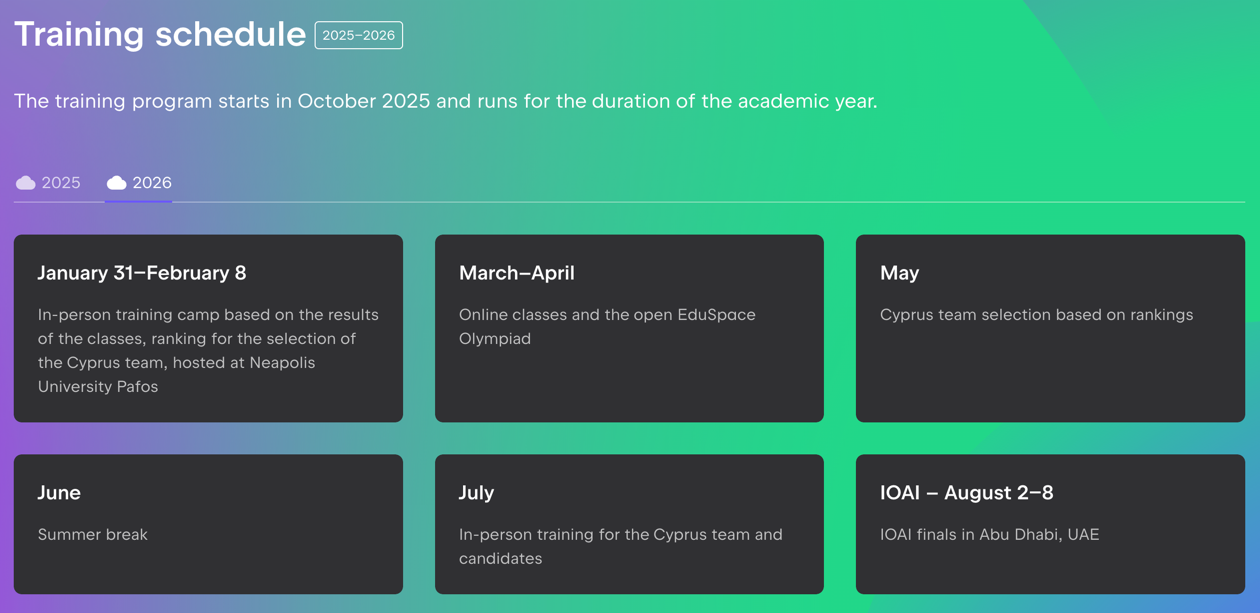 Training schedule 2025–2026
The training program starts in October 2025 and runs for the duration of the academic year.
2025 2026
January 31–February 8
In-person training camp based on the results
of the classes, ranking for the selection of
the Cyprus team, hosted at Neapolis
University Pafos
March–April
Online classes and the open EduSpace
Olympiad
May
Cyprus team selection based on rankings
June
Summer break
July
In-person training for the Cyprus team and
candidates
IOAI – August 2–8
IOAI finals in Abu Dhabi, UAE